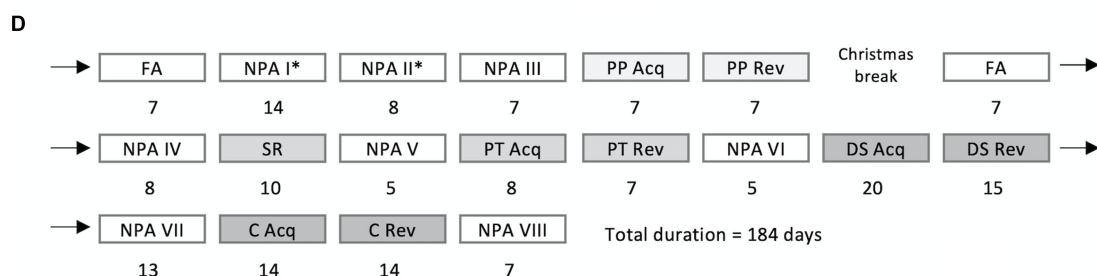 D
FA NPA I* NPA II* NPA III PP Acq PP Rev Christmas break FA
7 14 8 7 7 7 7
NPA IV SR NPA V PT Acq PT Rev NPA VI DS Acq DS Rev
8 10 5 8 7 5 20 15
NPA VII C Acq C Rev NPA VIII Total duration = 184 days
13 14 14 7